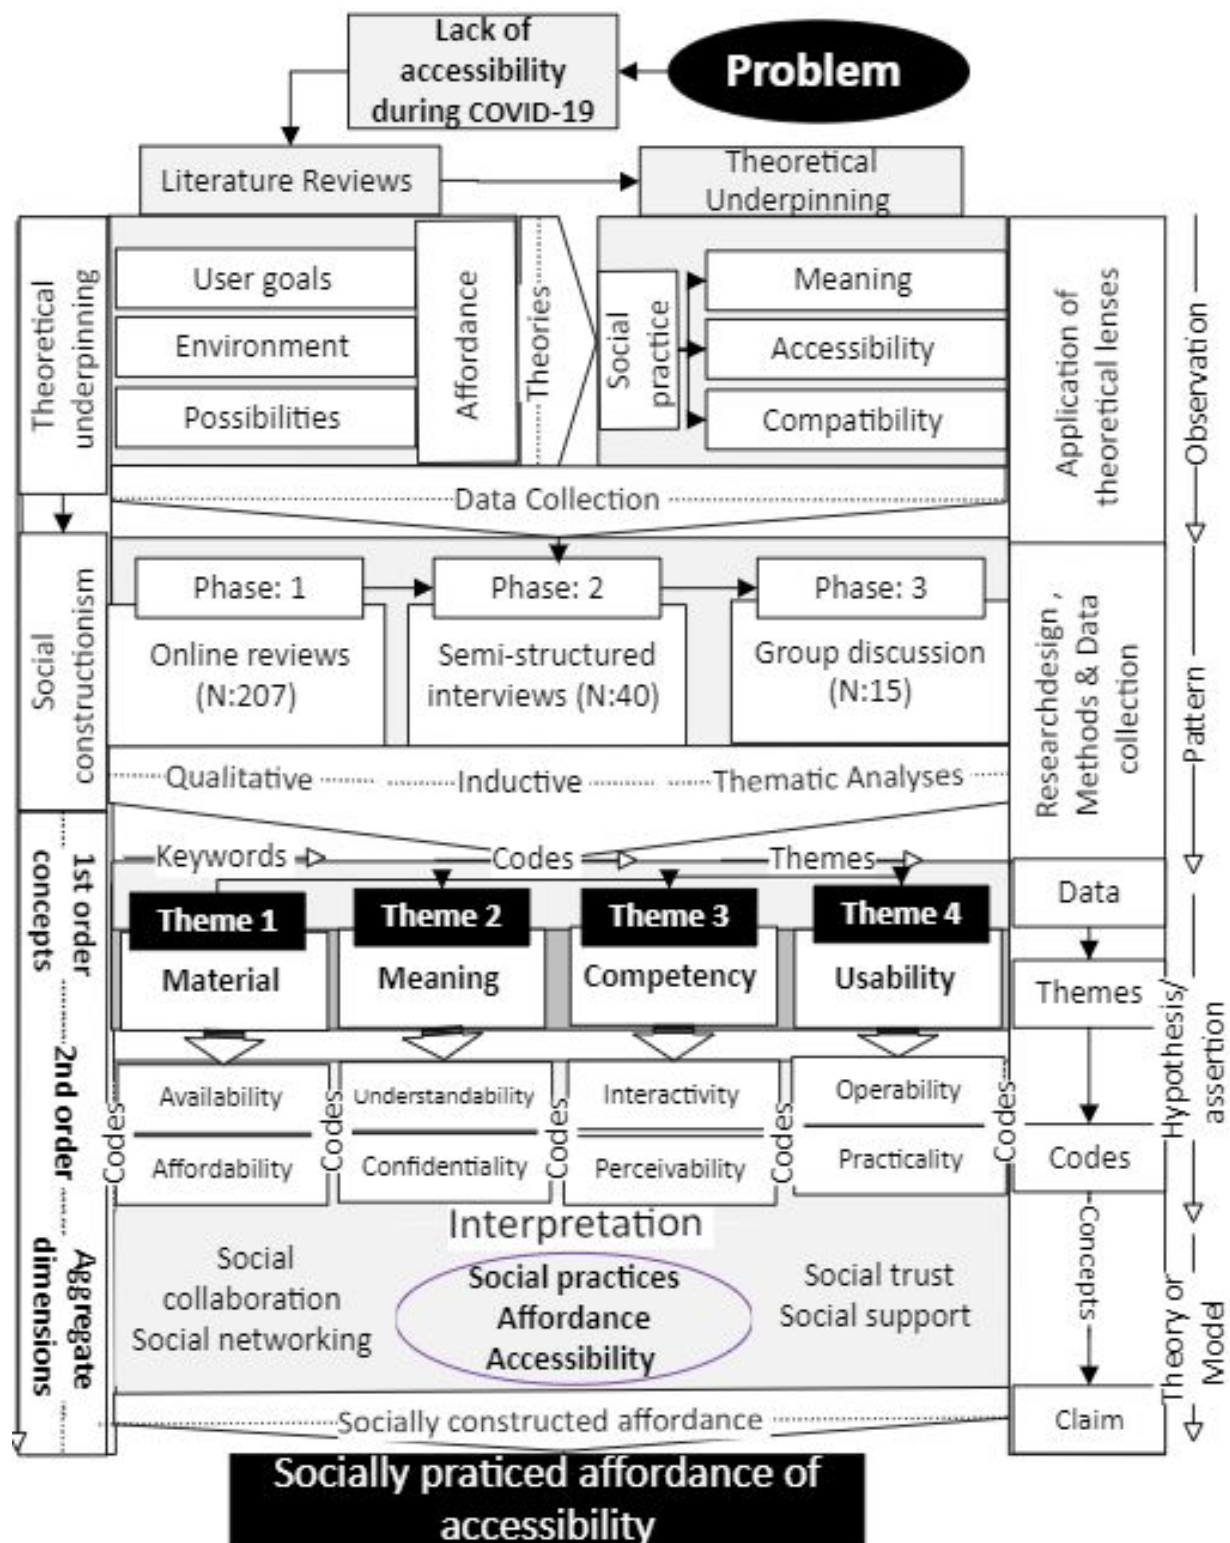 Lack of
accessibility
during COVID-19
Problem
Literature Reviews
Theoretical
Underpinning
Theoretical
underpinning
User goals
Environment
Possibilities
Affordance
Theories
Social
practice
Meaning
Accessibility
Compatibility
Application of
theoretical lenses
Observation
Data Collection
Social
constructionism
Phase: 1
Phase: 2
Phase: 3
Online reviews
(N:207)
Semi-structured
interviews (N:40)
Group discussion
(N:15)
Researchdesign ,
Methods & Data
collection
Pattern
Qualitative
Inductive
Thematic Analyses
Keywords
Codes
Themes
1st order
concepts
Theme 1
Theme 2
Theme 3
Theme 4
Material
Meaning
Competency
Usability
Data
Themes
Codes
Concepts
Claim
Hypothesis/
assertion
2nd order
Codes
Availability
Affordability
Codes
Understandability
Confidentiality
Codes
Interactivity
Perceivability
Codes
Operability
Practicality
Codes
Interpretation
Aggregate
dimensions
Social
collaboration
Social networking
Social practices
Affordance
Accessibility
Social trust
Social support
Theory or
Model
Socially constructed affordance
Socially praticed affordance of
accessibility